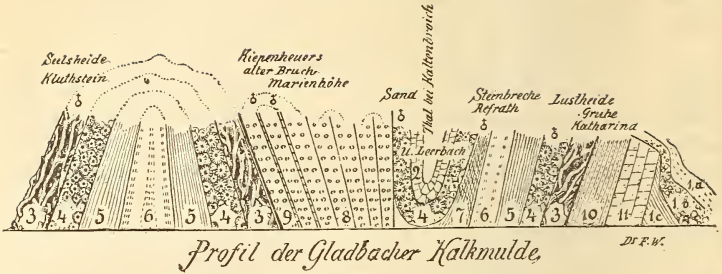 Sulsheide
Kluthstein
Kiepenheuers
alter Bruch
Marienhöhe
Sand
Thal bei Kaltenbroich
u. Leerbach
Steinbreche
Refrath
Lustheide
Grube
Katharina
3 4 5 6 5 4 3 9 8 2 4 7 6 5 4 3 10 11 1c 1b 1a
Dr F. W.
Profil der Gladbacher Kalkmulde.